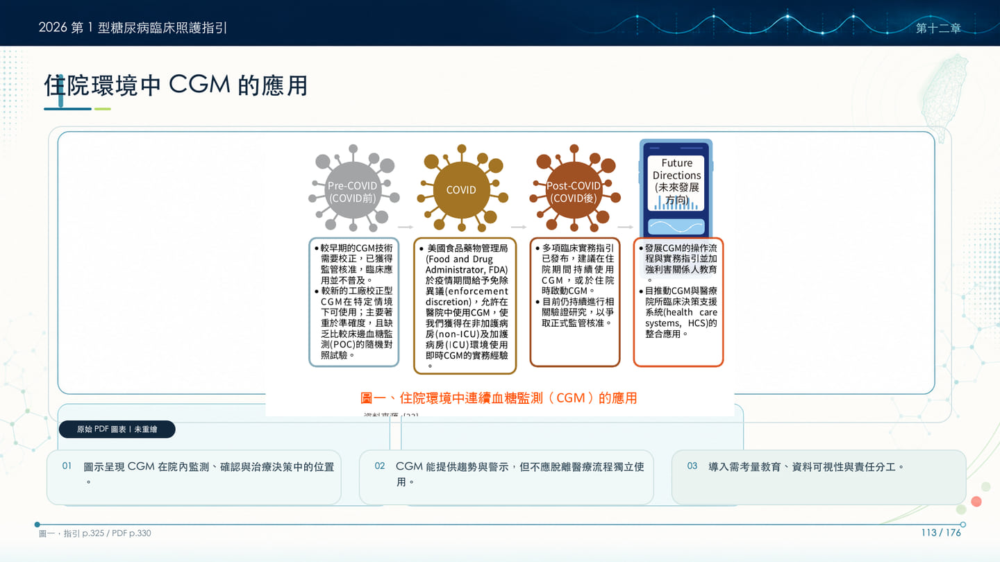 2026 第 1 型糖尿病臨床照護指引
第十二章
住院環境中 CGM 的應用
Pre-COVID
(COVID前)
COVID
Post-COVID
(COVID後)
Future
Directions
(未來發展
方向)
•較早期的CGM技術
需要校正，已獲得
監管核准，臨床應
用並不普及。
•較新的工廠校正型
CGM在特定情境
下可使用；主要著
重於準確度，且缺
乏比較床邊血糖監
測(POC)的隨機對
照試驗。
• 美國食品藥物管理局
(Food and Drug
Administrator, FDA)
於疫情期間給予免除
異議(enforcement
discretion)，允許在
醫院中使用CGM，使
我們獲得在非加護病
房(non-ICU)及加護
病房(ICU)環境使用
即時CGM的實務經驗
。
•多項臨床實務指引
已發布，建議在住
院期間持續使用
CGM，或於住院
時啟動CGM。
•目前仍持續進行相
關驗證研究，以爭
取正式監管核准。
•發展CGM的操作流
程與實務指引並加
強利害關係人教育
。
•目推動CGM與醫療
院所臨床決策支援
系統(health care
systems, HCS)的
整合應用。
圖一、住院環境中連續血糖監測（CGM）的應用
原始 PDF 圖表｜未重繪
01 圖示呈現 CGM 在院內監測、確認與治療決策中的位置
。
02 CGM 能提供趨勢與警示，但不應脫離醫療流程獨立使
用。
03 導入需考量教育、資料可視性與責任分工。
圖一．指引 p.325 / PDF p.330
113 / 176